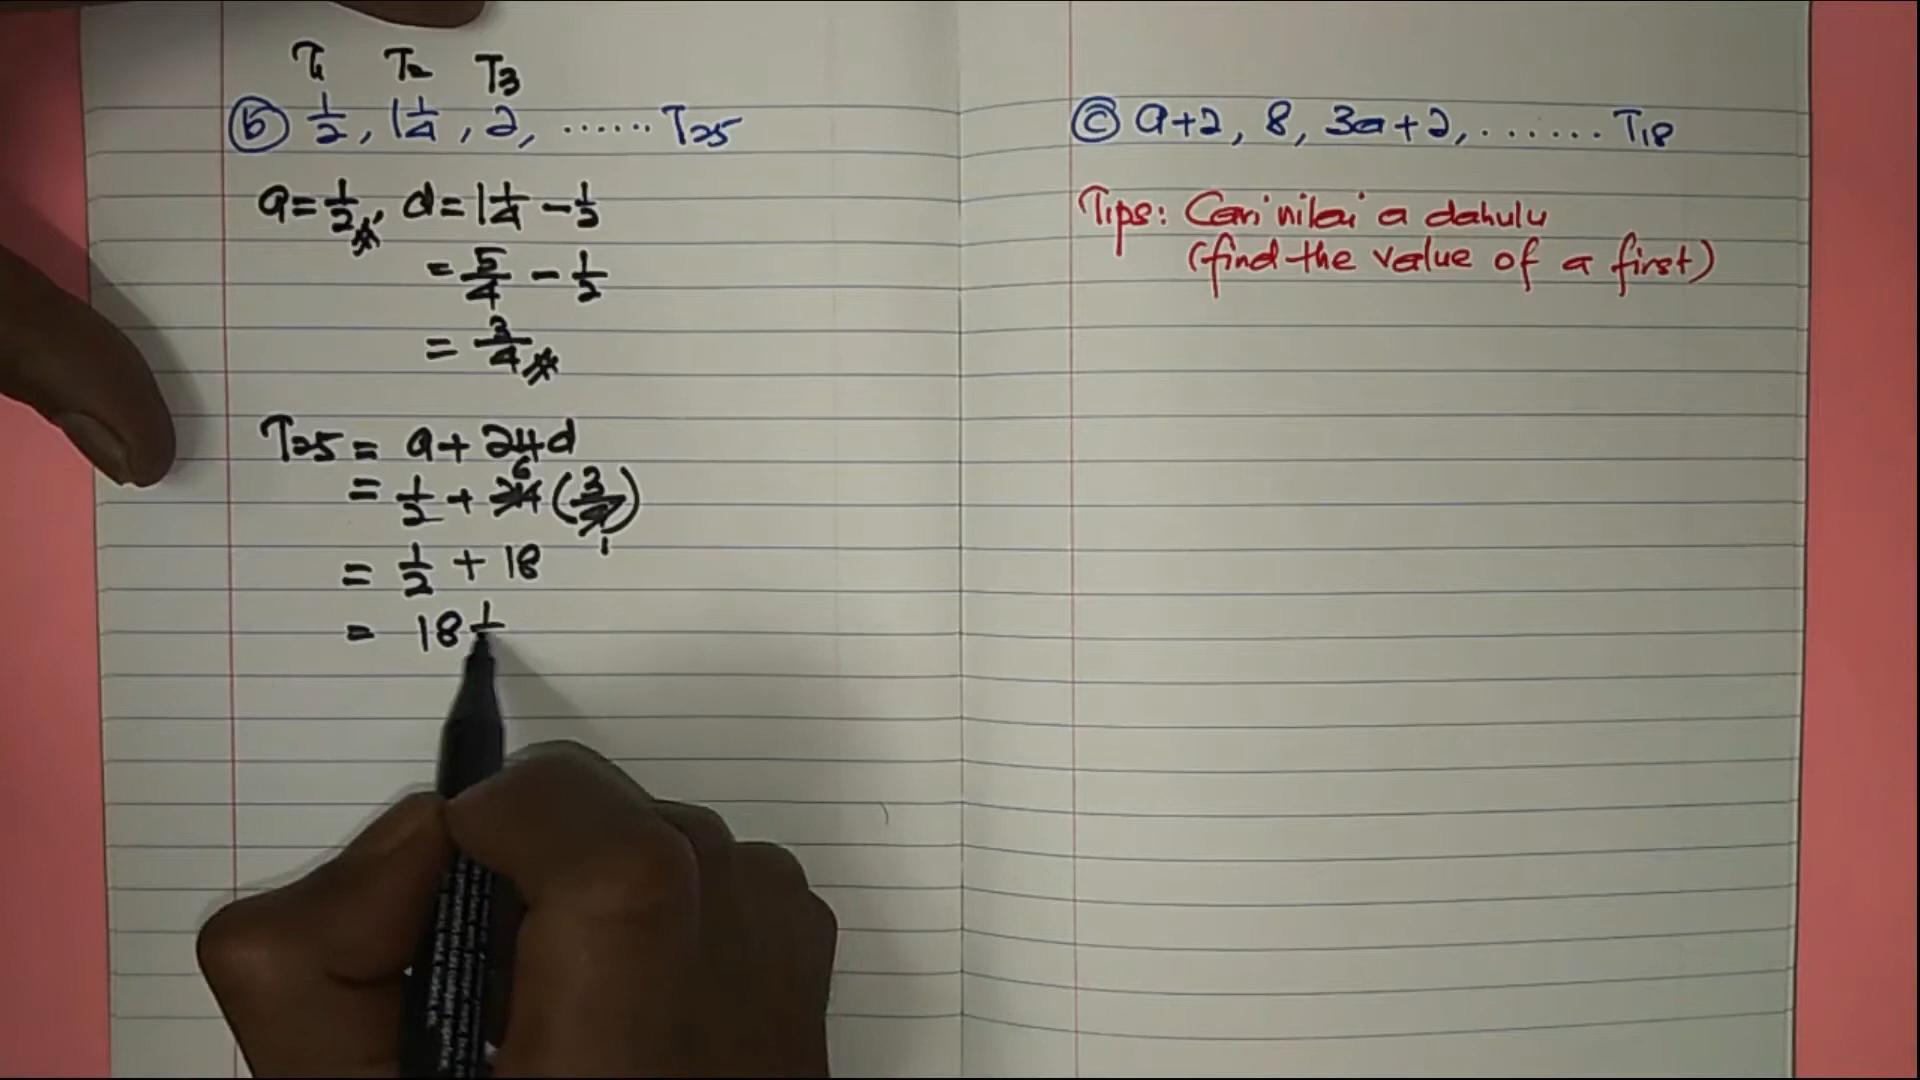 T1 T2 T3
(b) 1/2, 1 1/4, 2, ...... T25
a = 1/2, d = 1 1/4 - 1/2
= 5/4 - 1/2
= 3/4
T25 = a + 24d
= 1/2 + 24 6 (3/4) 1
= 1/2 + 18
= 18 1/
(c) a+2, 8, 3a+2, ....... T18
Tips: Cari nilai a dahulu
(find the value of a first)